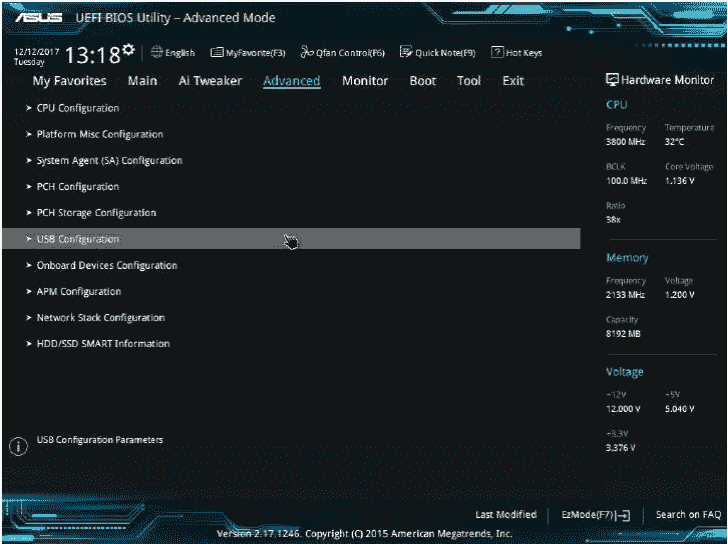 ASUS UEFI BIOS Utility – Advanced Mode
12/12/2017 Tuesday 13:18 English MyFavorite(F3) Qfan Control(F6) Quick Note(F9) ? Hot Keys
My Favorites Main Ai Tweaker Advanced Monitor Boot Tool Exit
> CPU Configuration
> Platform Misc Configuration
> System Agent (SA) Configuration
> PCH Configuration
> PCH Storage Configuration
> USB Configuration
> Onboard Devices Configuration
> APM Configuration
> Network Stack Configuration
> HDD/SSD SMART Information
i USB Configuration Parameters
Hardware Monitor
CPU
Frequency Temperature
3800 MHz 32°C
BCLK Core Voltage
100.0 MHz 1.136 V
Ratio
38x
Memory
Frequency Voltage
2133 MHz 1.200 V
Capacity
8192 MB
Voltage
+12V +5V
12.000 V 5.040 V
+3.3V
3.376 V
Last Modified EzMode(F7) Search on FAQ
Version 2.17.1246. Copyright (C) 2015 American Megatrends, Inc.